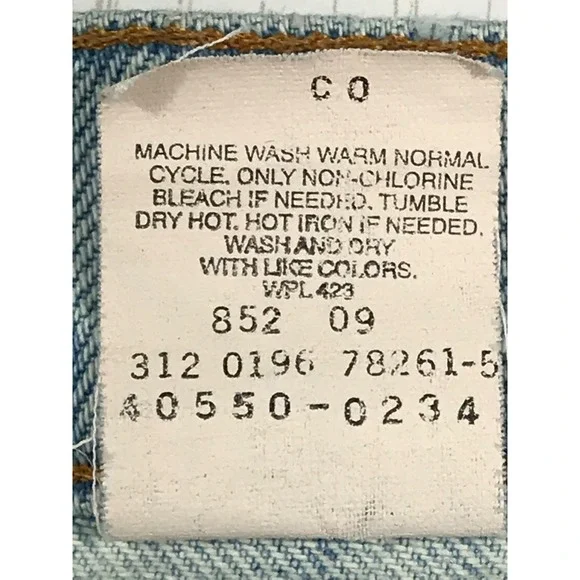 CO
MACHINE WASH WARM NORMAL
CYCLE. ONLY NON-CHLORINE
BLEACH IF NEEDED. TUMBLE
DRY HOT. HOT IRON IF NEEDED.
WASH AND DRY
WITH LIKE COLORS.
WPL 423
852 09
312 0196 78261-5
40550-0234